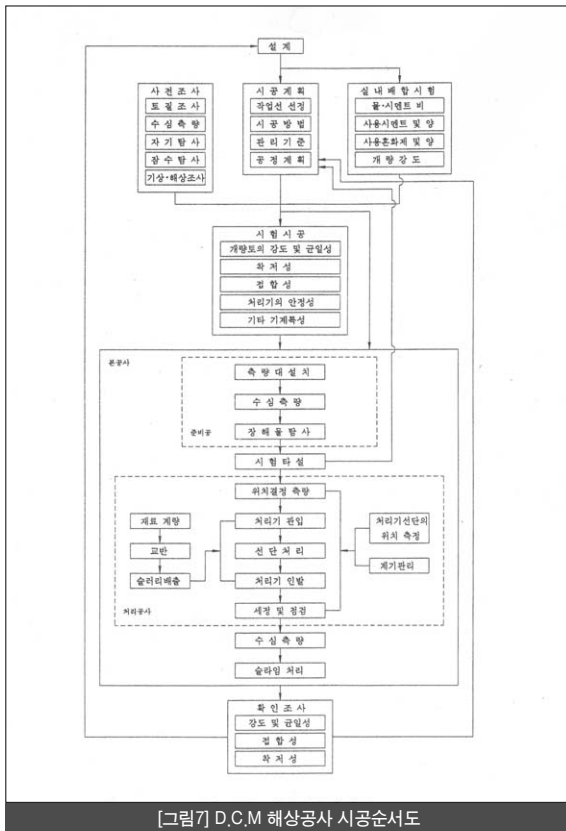 설 계
사 전 조 사
토 질 조 사
수 심 측 량
자 기 탐 사
잠 수 탐 사
기상·해상조사
시 공 계 획
작업선 선정
시 공 방 법
관 리 기 준
공 정 계 획
실 내 배 합 시 험
물·시멘트 비
사용시멘트 및 양
사용혼화제 및 양
개 량 강 도
시 험 시 공
개량토의 강도 및 균일성
착 저 성
접 합 성
처리기의 안정성
기타 기계특성
본공사
측 량 대 설 치
수 심 측 량
장 해 물 탐 사
준비공
시 험 타 설
위치결정 측량
재료 계량
교반
슬러리배출
처리기 관입
선 단 처 리
처리기 인발
세정 및 점검
처리기선단의
위치 측정
계기관리
처리공사
수 심 측 량
슬라임 처리
확 인 조 사
강도 및 균일성
접 합 성
착 저 성
[그림7] D.C.M 해상공사 시공순서도